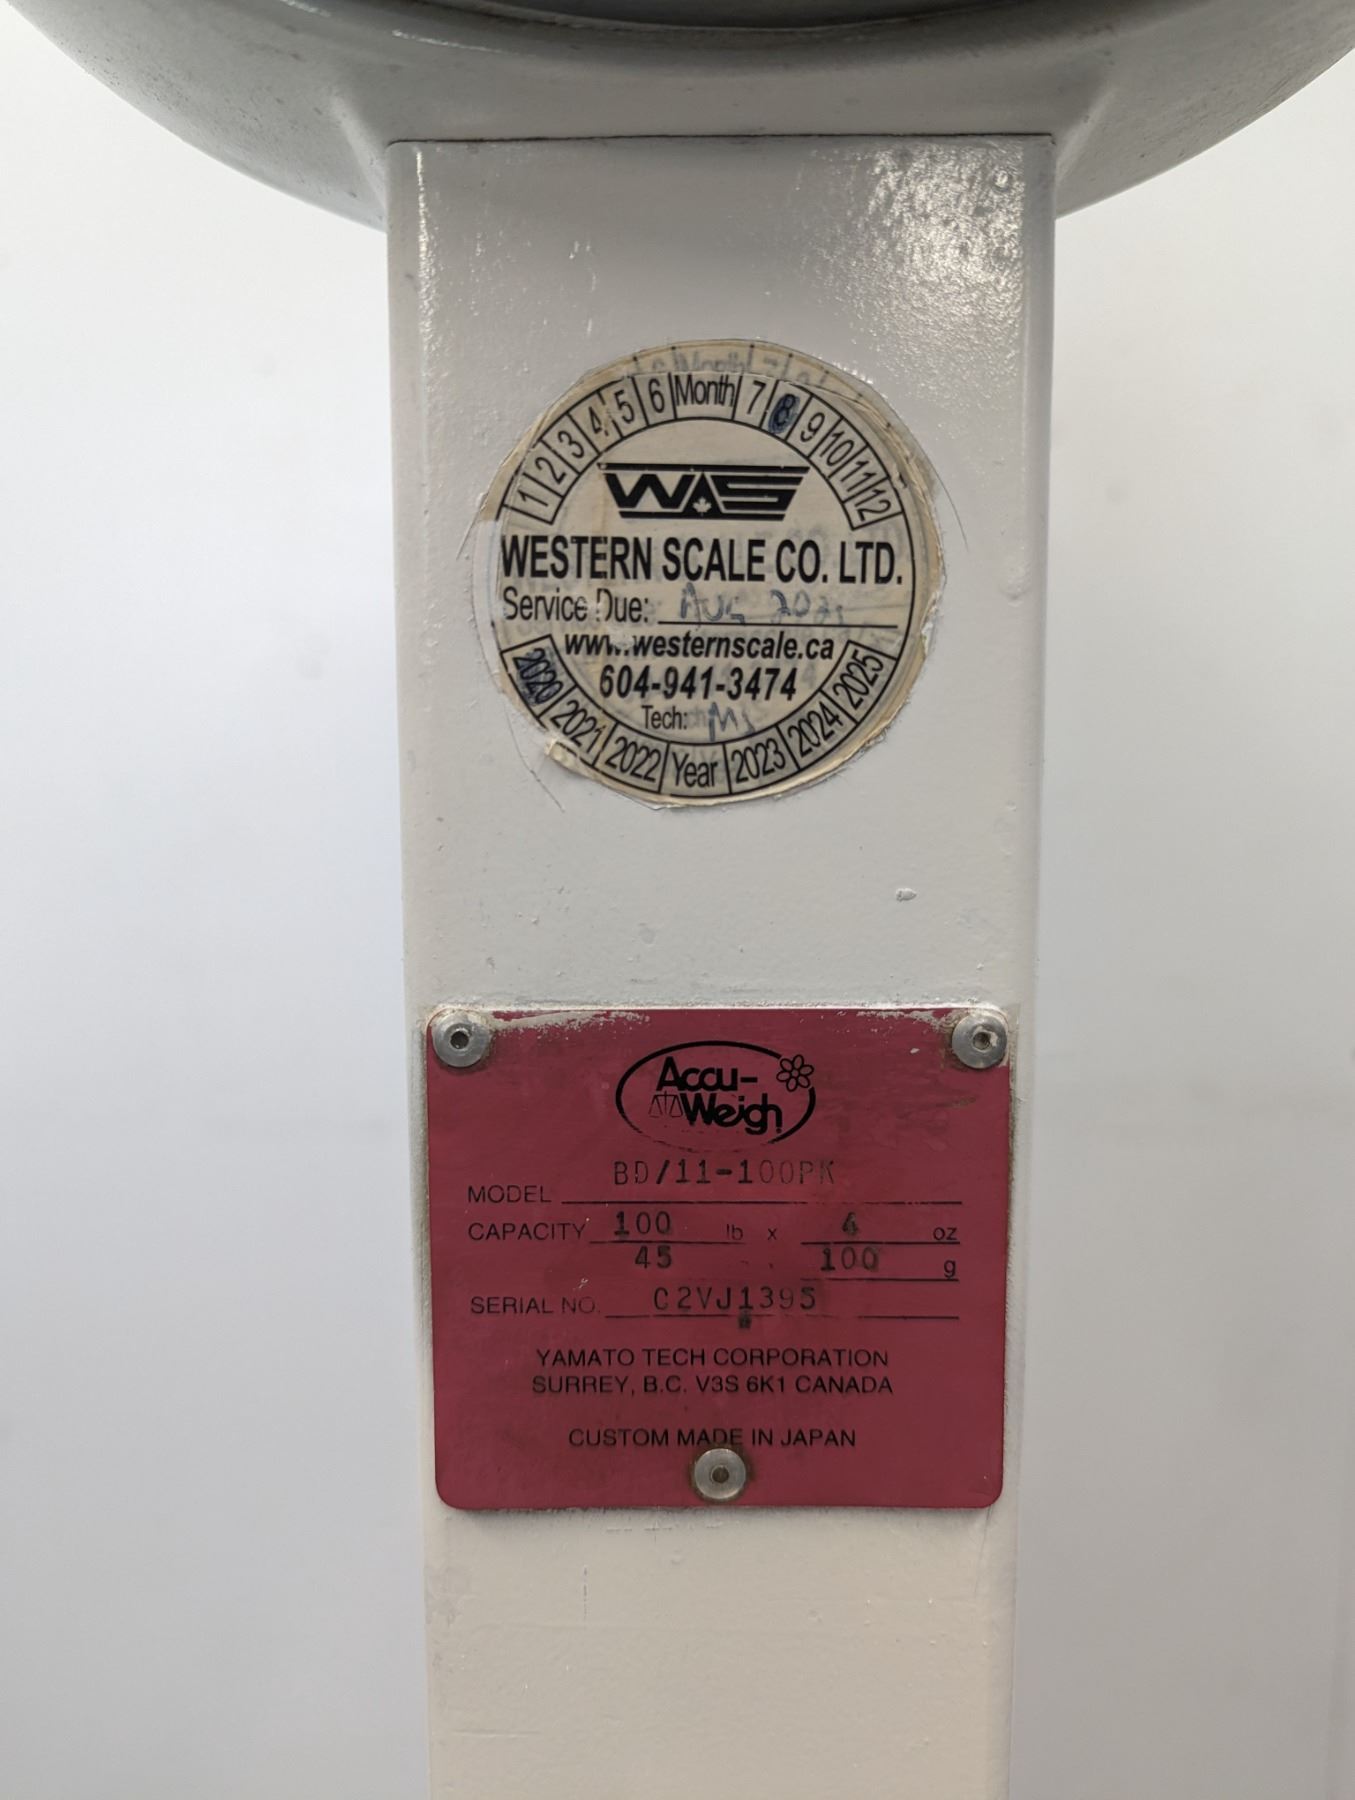 1 2 3 4 5 6 Month 7 8 9 10 11 12
WAS
WESTERN SCALE CO. LTD.
Service Due: Aug
www.westernscale.ca
604-941-3474
Tech:
2020 2021 2022 Year 2023 2024 2025
Accu-
Weigh
MODEL BD/11-100PK
CAPACITY 100 lb x 4 oz
45 100 g
SERIAL NO. C2VJ1395
YAMATO TECH CORPORATION
SURREY, B.C. V3S 6K1 CANADA
CUSTOM MADE IN JAPAN